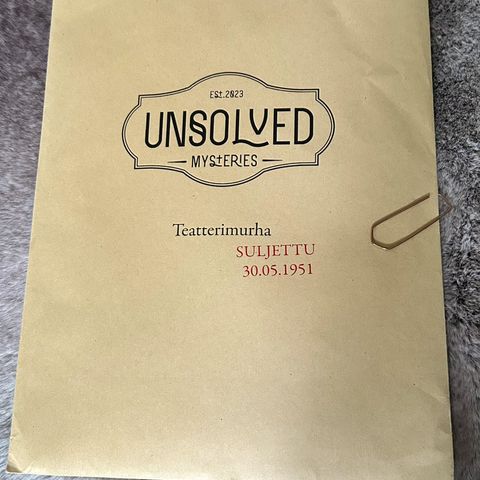 Est.2023
UNSOLVED
MYSTERIES
Teatterimurha
SULJETTU
30.05.1951